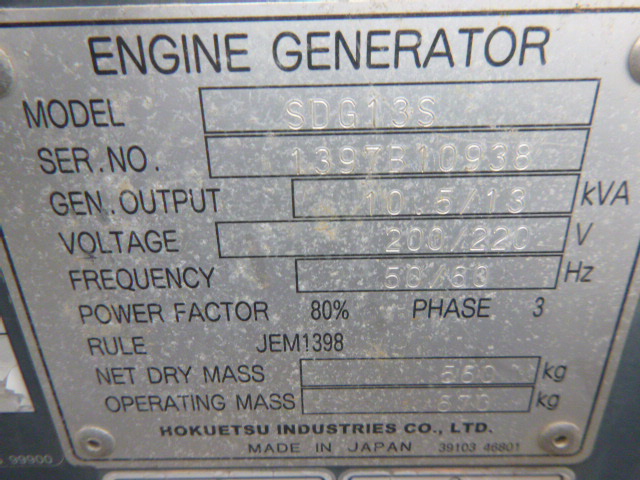 ENGINE GENERATOR
MODEL SDG13S
SER.NO. 1397B10938
GEN.OUTPUT 10.5/13 kVA
VOLTAGE 200/220 V
FREQUENCY 50/60 Hz
POWER FACTOR 80% PHASE 3
RULE JEM1398
NET DRY MASS kg
OPERATING MASS kg
HOKUETSU INDUSTRIES CO., LTD.
MADE IN JAPAN 39103 46801
99900